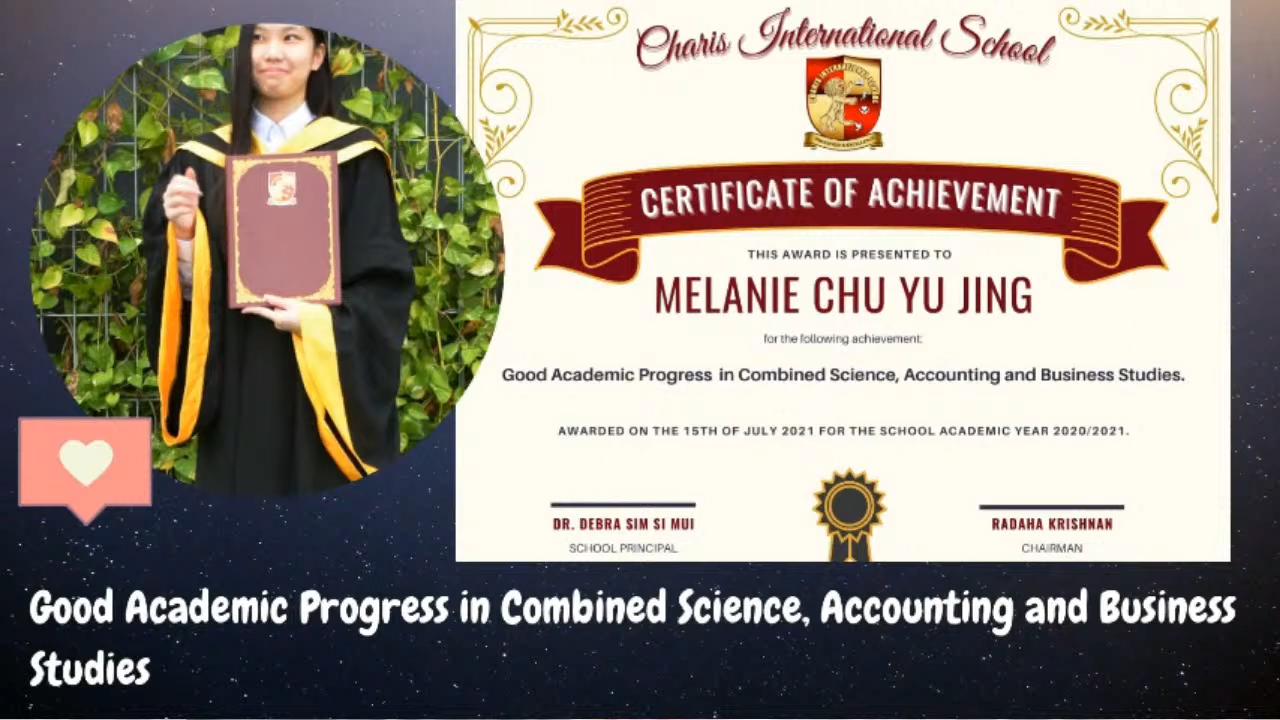 Charis International School
CERTIFICATE OF ACHIEVEMENT
THIS AWARD IS PRESENTED TO
MELANIE CHU YU JING
for the following achievement:
Good Academic Progress in Combined Science, Accounting and Business Studies.
AWARDED ON THE 15TH OF JULY 2021 FOR THE SCHOOL ACADEMIC YEAR 2020/2021.
DR. DEBRA SIM SI MUI
SCHOOL PRINCIPAL
RADAHA KRISHNAN
CHAIRMAN
Good Academic Progress in Combined Science, Accounting and Business
Studies